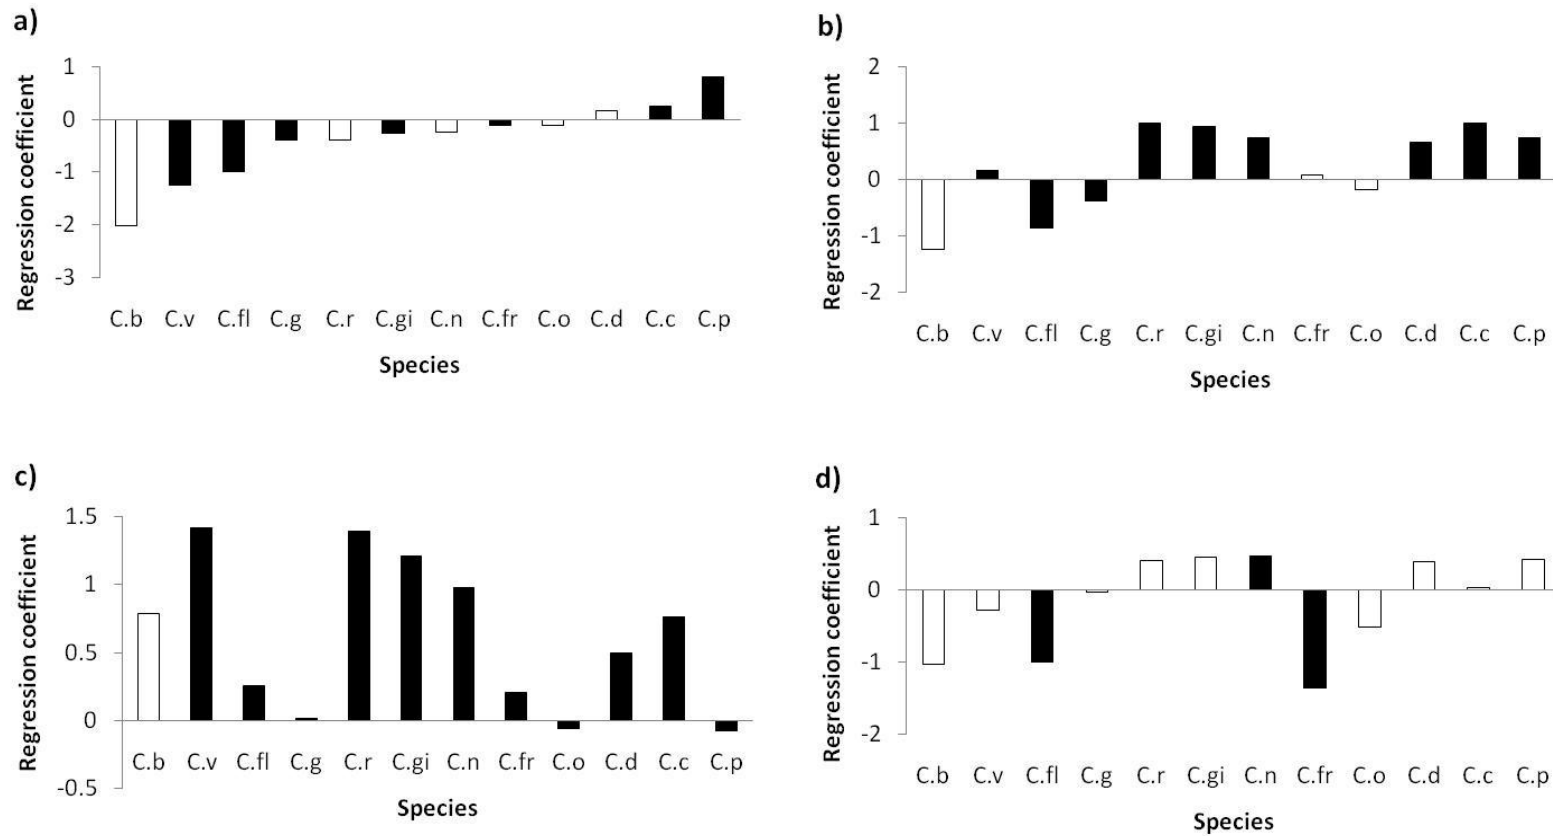 a)
Regression coefficient
1
0
-1
-2
-3
C.b C.v C.fl C.g C.r C.gi C.n C.fr C.o C.d C.c C.p
Species
b)
Regression coefficient
2
1
0
-1
-2
C.b C.v C.fl C.g C.r C.gi C.n C.fr C.o C.d C.c C.p
Species
c)
Regression coefficient
1.5
1
0.5
0
-0.5
C.b C.v C.fl C.g C.r C.gi C.n C.fr C.o C.d C.c C.p
Species
d)
Regression coefficient
1
0
-1
-2
C.b C.v C.fl C.g C.r C.gi C.n C.fr C.o C.d C.c C.p
Species